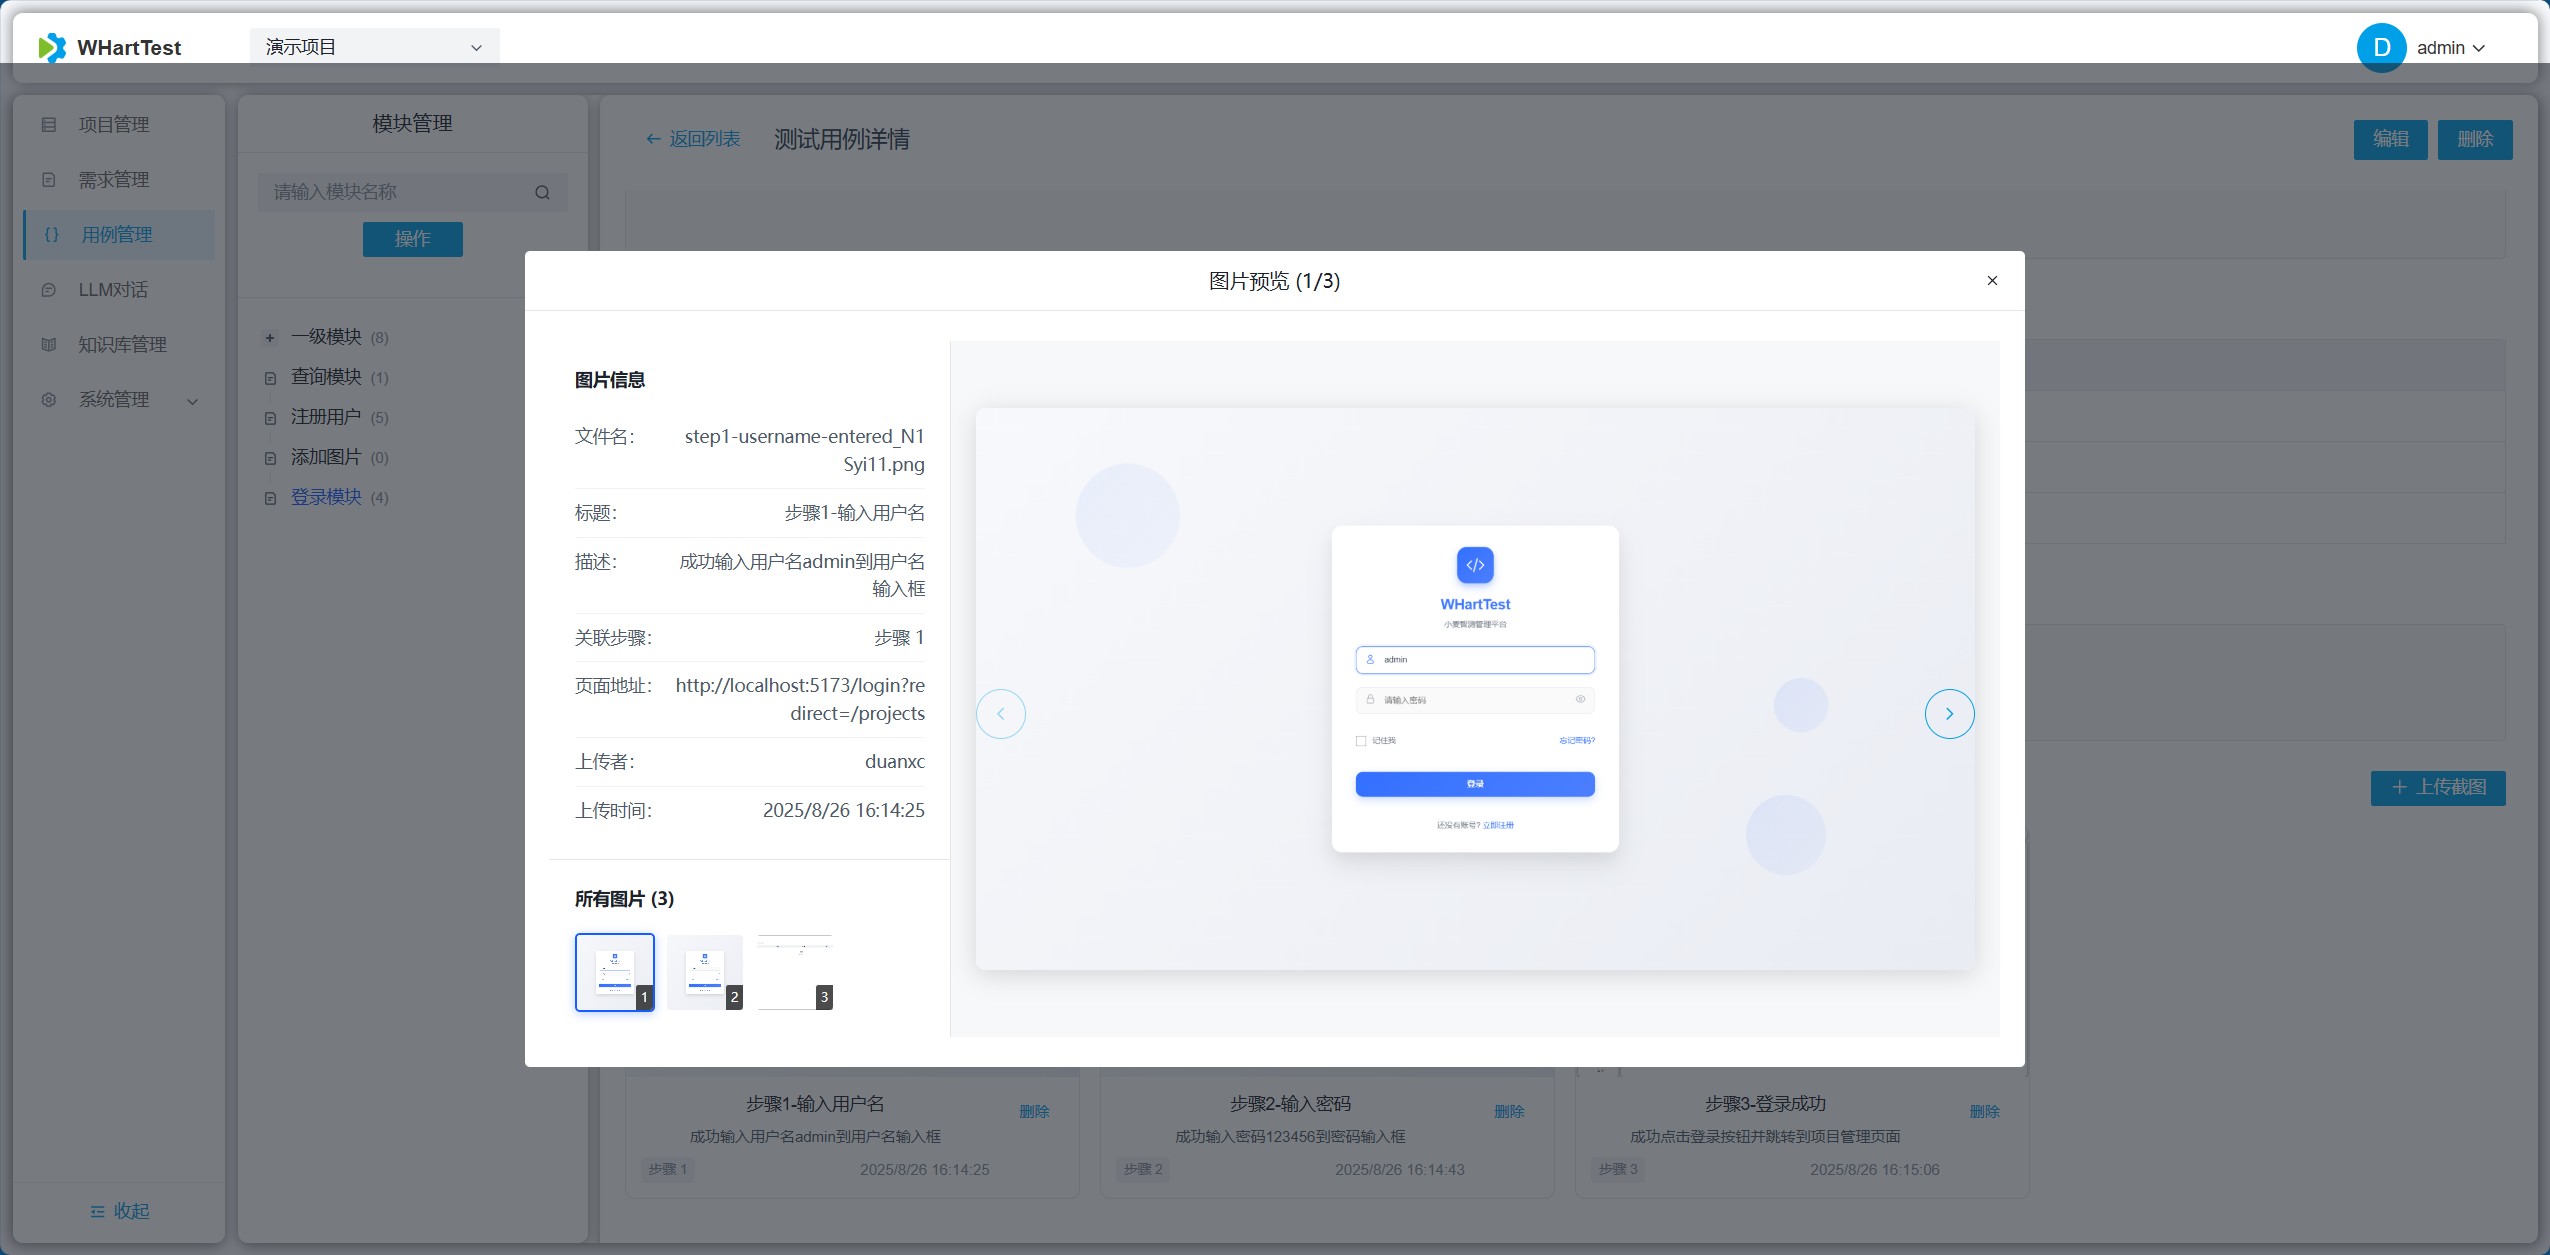 WHartTest
演示项目
D
admin
项目管理
需求管理
{} 用例管理
LLM对话
知识库管理
系统管理
收起
模块管理
请输入模块名称
操作
一级模块 (8)
查询模块 (1)
注册用户 (5)
添加图片 (0)
登录模块 (4)
← 返回列表
测试用例详情
编辑
删除
图片预览 (1/3)
×
图片信息
文件名： step1-username-entered_N1
Syi11.png
标题： 步骤1-输入用户名
描述： 成功输入用户名admin到用户名
输入框
关联步骤： 步骤 1
页面地址： http://localhost:5173/login?re
direct=/projects
上传者： duanxc
上传时间： 2025/8/26 16:14:25
所有图片 (3)
1
2
3
</>
WHartTest
小麦智测管理平台
admin
请输入密码
记住我
忘记密码?
登录
还没有账号? 立即注册
+ 上传截图
步骤1-输入用户名
删除
成功输入用户名admin到用户名输入框
步骤 1
2025/8/26 16:14:25
步骤2-输入密码
删除
成功输入密码123456到密码输入框
步骤 2
2025/8/26 16:14:43
步骤3-登录成功
删除
成功点击登录按钮并跳转到项目管理页面
步骤 3
2025/8/26 16:15:06